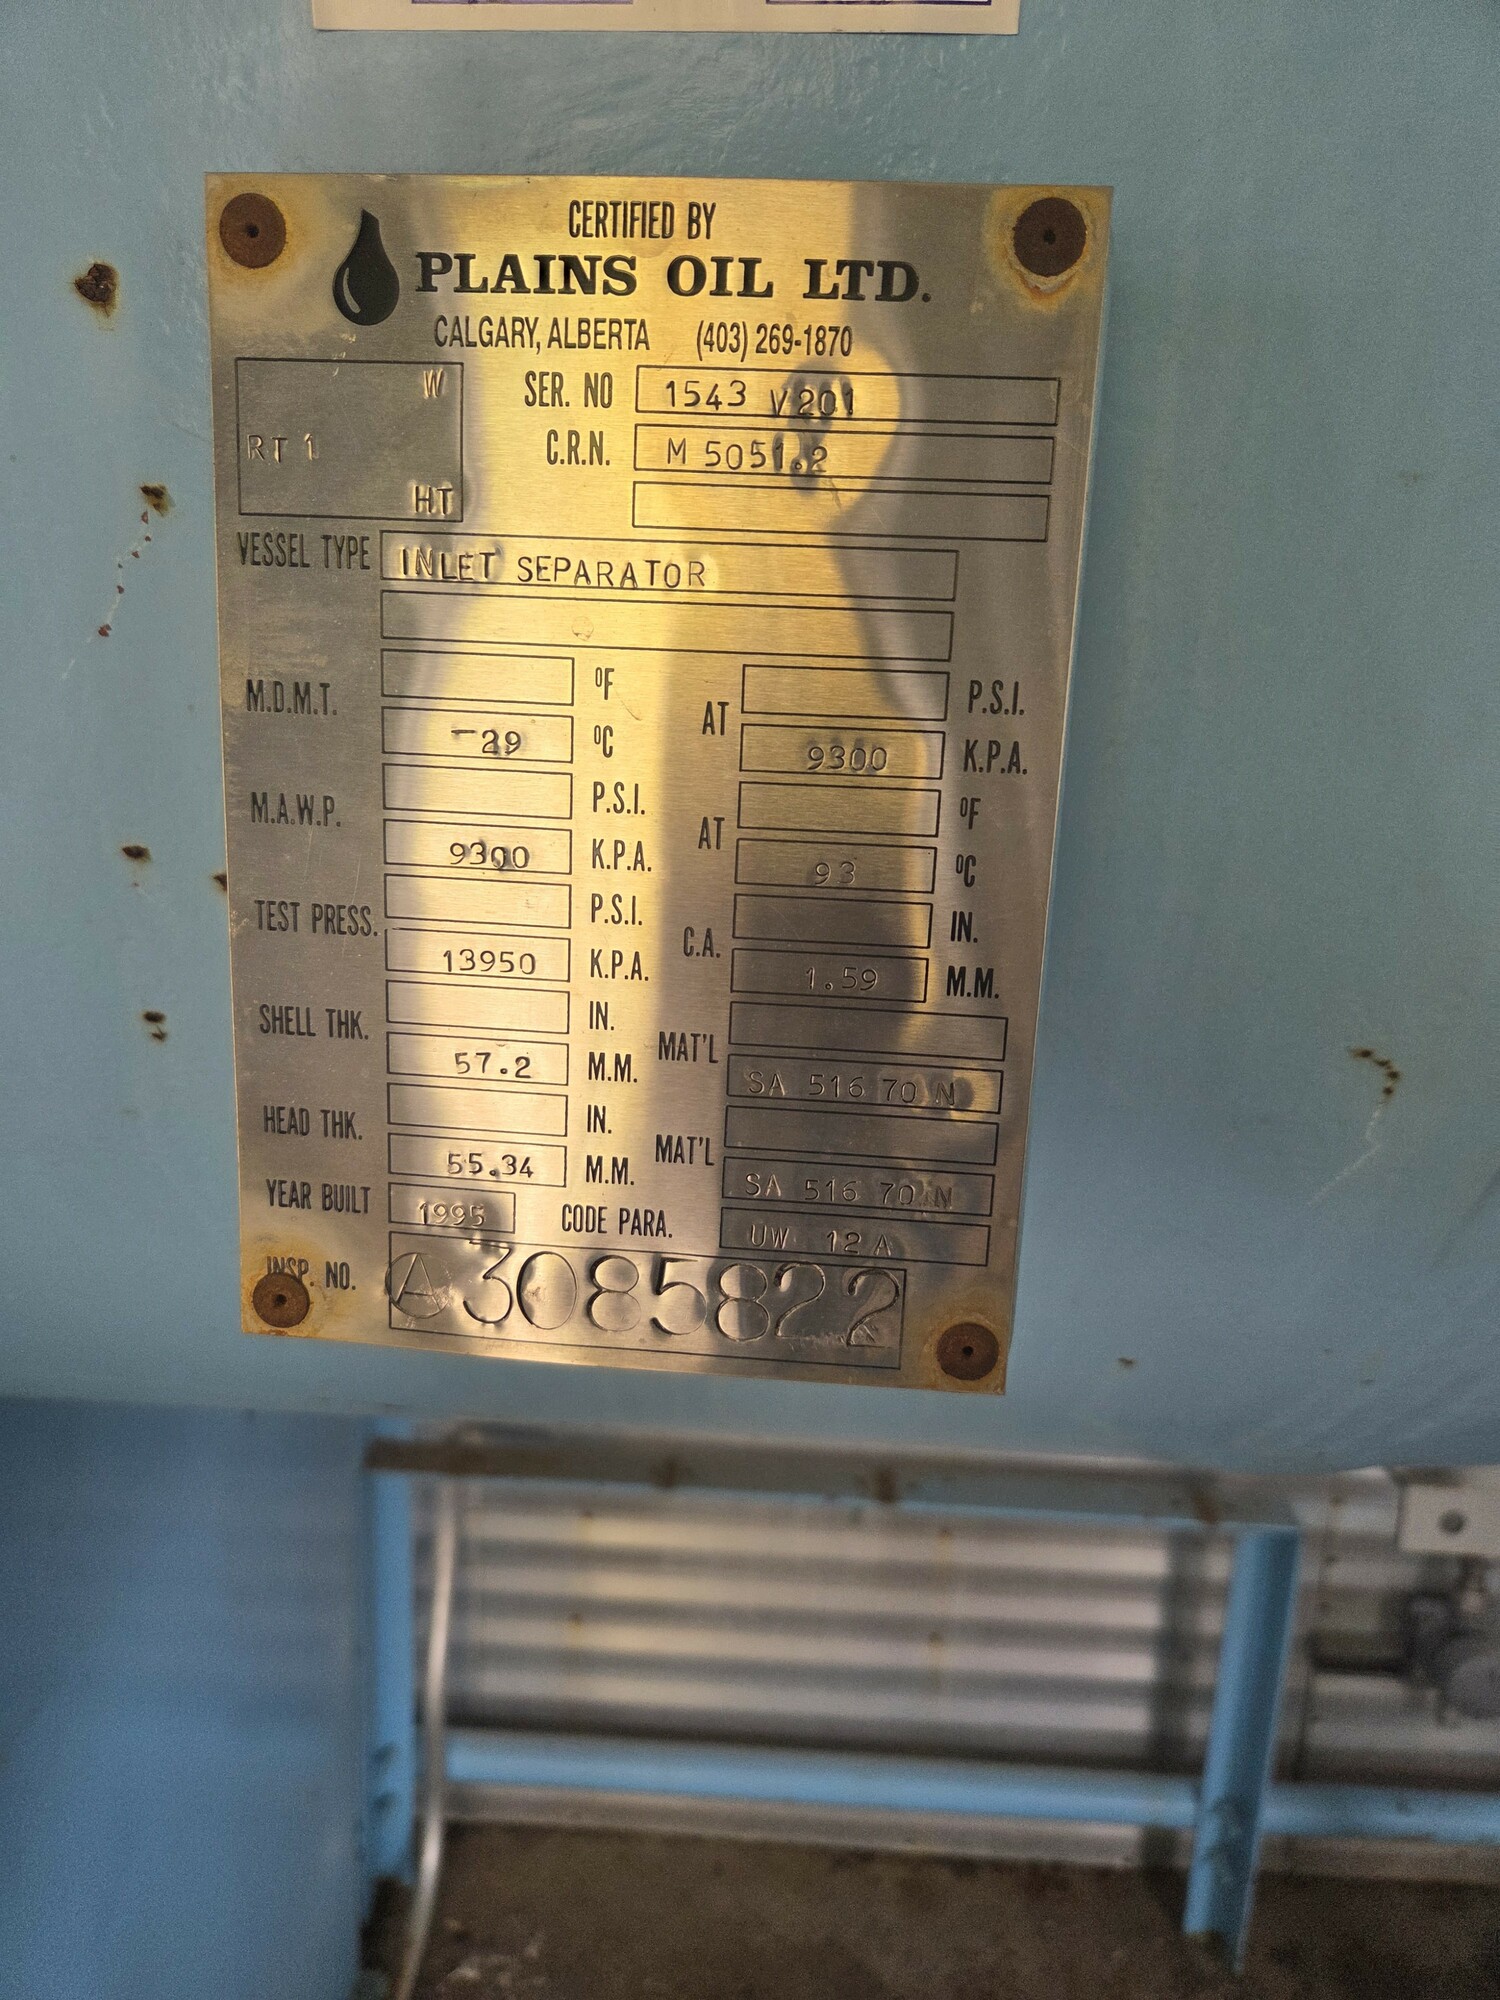 CERTIFIED BY
PLAINS OIL LTD.
CALGARY, ALBERTA (403) 269-1870
W
RT 1
HT
SER. NO 1543 V201
C.R.N. M 5051.2
VESSEL TYPE INLET SEPARATOR
M.D.M.T. °F AT P.S.I.
-29 °C 9300 K.P.A.
M.A.W.P. P.S.I. AT °F
9300 K.P.A. 93 °C
TEST PRESS. P.S.I. C.A. IN.
13950 K.P.A. 1.59 M.M.
SHELL THK. IN. MAT'L
57.2 M.M. SA 516 70 N
HEAD THK. IN. MAT'L
55.34 M.M. SA 516 70 N
YEAR BUILT 1995 CODE PARA. UW 12 A
INSP. NO. A 3085822